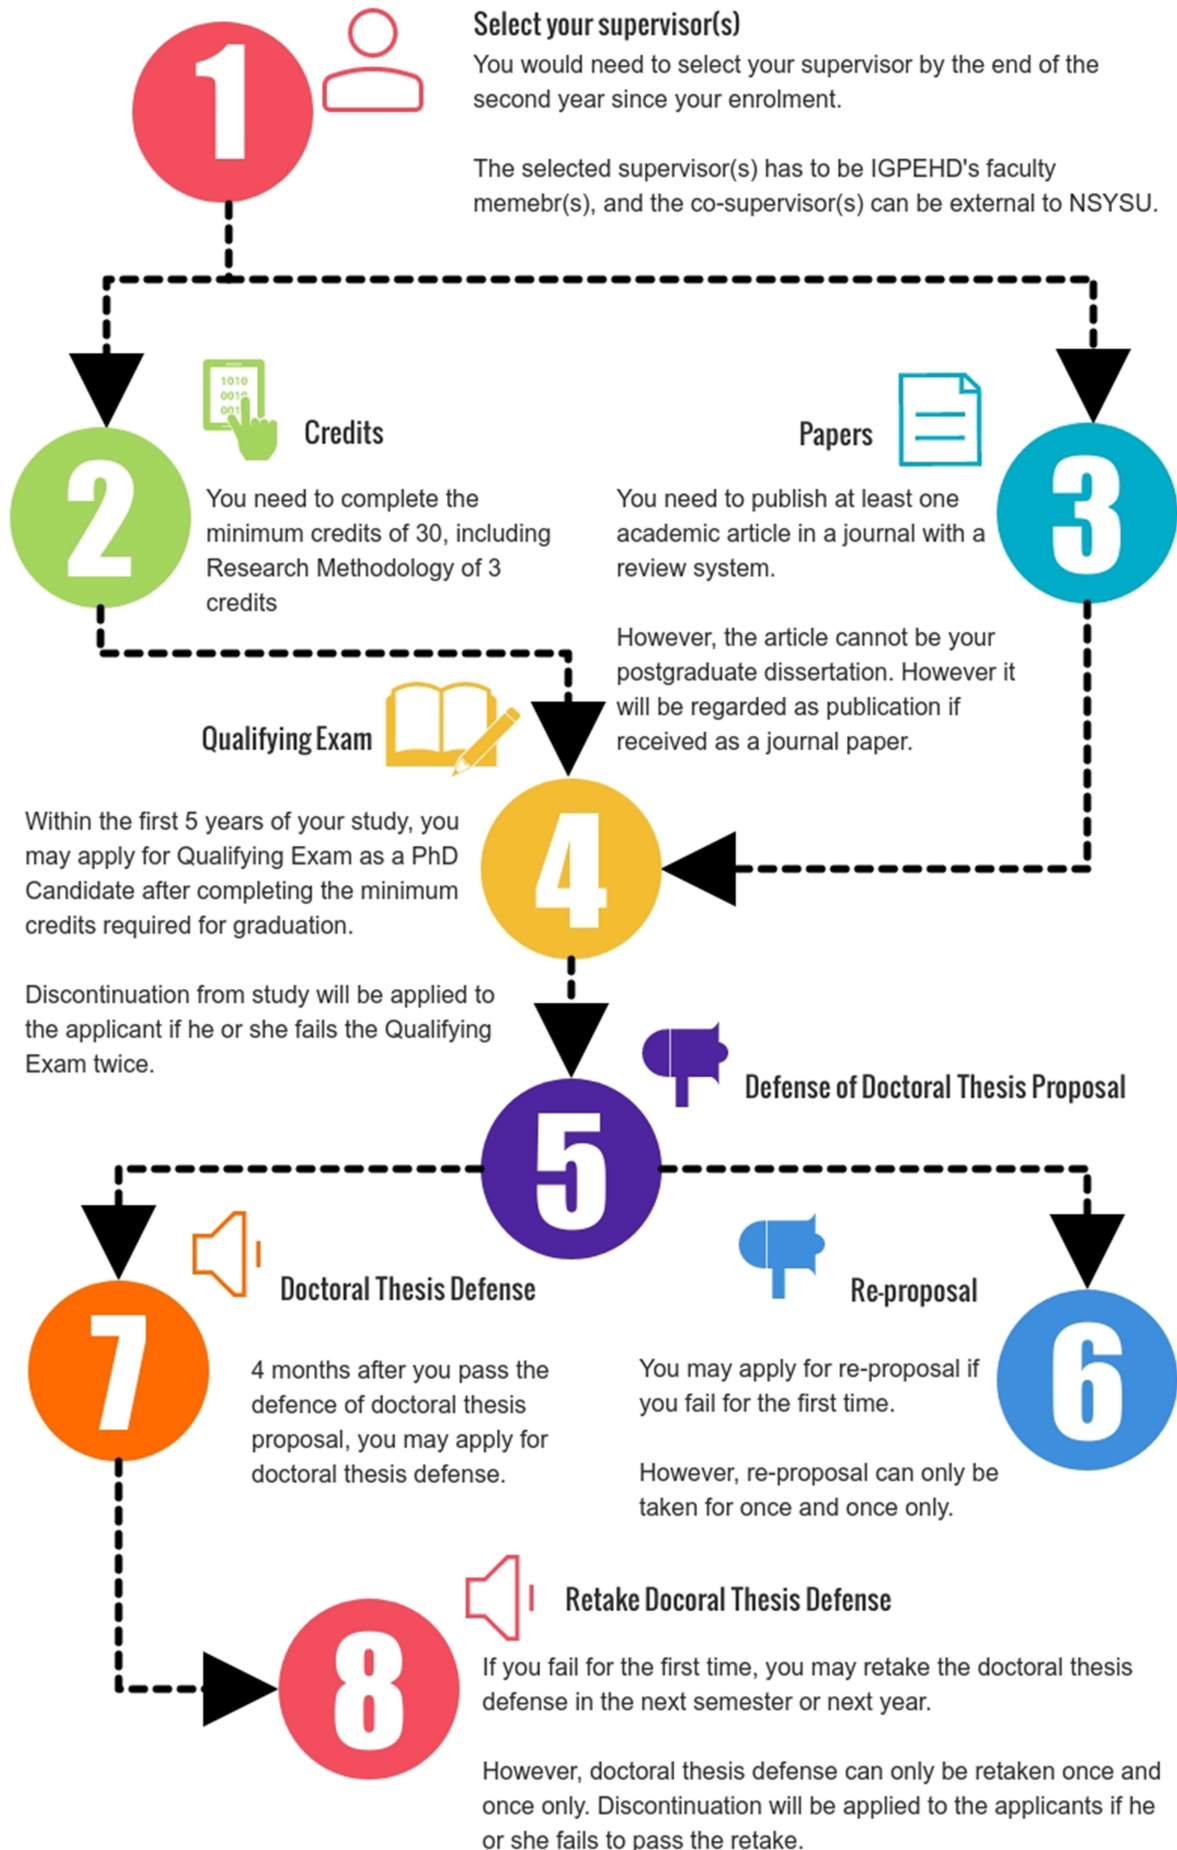 1
Select your supervisor(s)
You would need to select your supervisor by the end of the
second year since your enrolment.
The selected supervisor(s) has to be IGPEHD's faculty
memebr(s), and the co-supervisor(s) can be external to NSYSU.
2
1010
0010
001
Credits
You need to complete the
minimum credits of 30, including
Research Methodology of 3
credits
Papers
3
You need to publish at least one
academic article in a journal with a
review system.
However, the article cannot be your
postgraduate dissertation. However it
will be regarded as publication if
received as a journal paper.
Qualifying Exam
4
Within the first 5 years of your study, you
may apply for Qualifying Exam as a PhD
Candidate after completing the minimum
credits required for graduation.
Discontinuation from study will be applied to
the applicant if he or she fails the Qualifying
Exam twice.
5
Defense of Doctoral Thesis Proposal
7
Doctoral Thesis Defense
4 months after you pass the
defence of doctoral thesis
proposal, you may apply for
doctoral thesis defense.
Re-proposal
6
You may apply for re-proposal if
you fail for the first time.
However, re-proposal can only be
taken for once and once only.
8
Retake Docoral Thesis Defense
If you fail for the first time, you may retake the doctoral thesis
defense in the next semester or next year.
However, doctoral thesis defense can only be retaken once and
once only. Discontinuation will be applied to the applicants if he
or she fails to pass the retake.